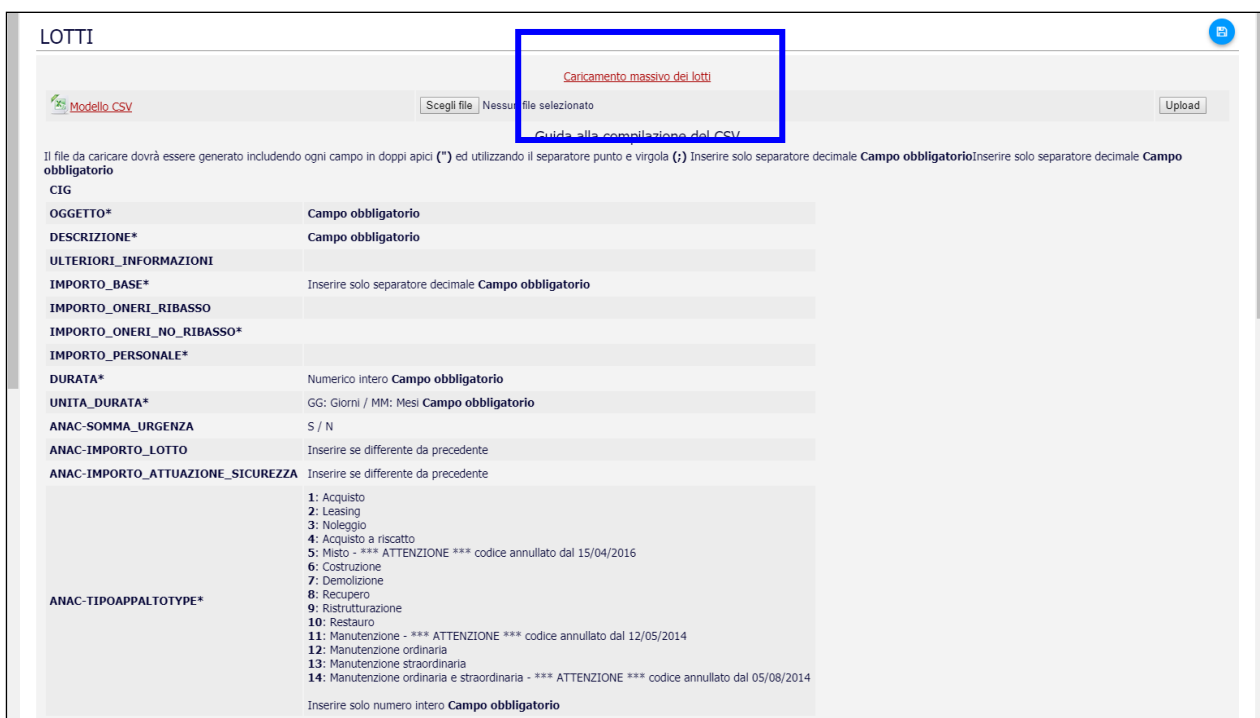 LOTTI
Caricamento massivo dei lotti
Modello CSV Scegli file Nessun file selezionato Upload
Guida alla compilazione del CSV
Il file da caricare dovrà essere generato includendo ogni campo in doppi apici (") ed utilizzando il separatore punto e virgola (;) Inserire solo separatore decimale Campo obbligatorioInserire solo separatore decimale Campo
obbligatorio
CIG
OGGETTO* Campo obbligatorio
DESCRIZIONE* Campo obbligatorio
ULTERIORI_INFORMAZIONI
IMPORTO_BASE* Inserire solo separatore decimale Campo obbligatorio
IMPORTO_ONERI_RIBASSO
IMPORTO_ONERI_NO_RIBASSO*
IMPORTO_PERSONALE*
DURATA* Numerico intero Campo obbligatorio
UNITA_DURATA* GG: Giorni / MM: Mesi Campo obbligatorio
ANAC-SOMMA_URGENZA S / N
ANAC-IMPORTO_LOTTO Inserire se differente da precedente
ANAC-IMPORTO_ATTUAZIONE_SICUREZZA Inserire se differente da precedente
ANAC-TIPOAPPALTOTYPE*
1: Acquisto
2: Leasing
3: Noleggio
4: Acquisto a riscatto
5: Misto - *** ATTENZIONE *** codice annullato dal 15/04/2016
6: Costruzione
7: Demolizione
8: Recupero
9: Ristrutturazione
10: Restauro
11: Manutenzione - *** ATTENZIONE *** codice annullato dal 12/05/2014
12: Manutenzione ordinaria
13: Manutenzione straordinaria
14: Manutenzione ordinaria e straordinaria - *** ATTENZIONE *** codice annullato dal 05/08/2014
Inserire solo numero intero Campo obbligatorio